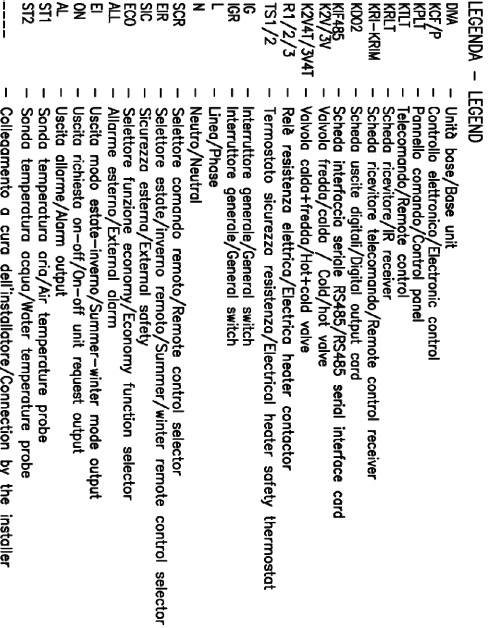 LEGENDA - LEGEND
DNA - Unità base/Base unit
KCF/P - Controllo elettronico/Electronic control
KPLT - Pannello comando/Control panel
KTLT - Telecomando/Remote control
KRLT - Scheda ricevitore/IR receiver
KRI-KRIM - Scheda ricevitore telecomando/Remote control receiver
KDO2 - Scheda uscite digitali/Digital output card
KIF485 - Scheda interfaccia seriale RS485/RS485 serial interface card
K2V/3V - Valvola fredda/calda / Cold/hot valve
K2V4T/3V4T - Valvola calda+fredda/Hot+cold valve
R1/2/3 - Relè resistenza elettrica/Electrica heater contactor
TS1/2 - Termostato sicurezza resistenza/Electrical heater safety thermostat
IG - Interruttore generale/General switch
IGR - Interruttore generale/General switch
L - Linea/Phase
N - Neutro/Neutral
SCR - Selettore comando remoto/Remote control selector
EIR - Selettore estate/inverno remoto/Summer/winter remote control selector
SIC - Sicurezza esterna/External safety
ECO - Selettore funzione economy/Economy function selector
ALL - Allarme esterno/External alarm
EI - Uscita modo estate-inverno/Summer-winter mode output
ON - Uscita richiesta on-off/On-off unit request output
AL - Uscita allarme/Alarm output
ST1 - Sonda temperatura aria/Air temperature probe
ST2 - Sonda temperatura acqua/Water temperature probe
---- - Collegamento a cura dell'installatore/Connection by the installer